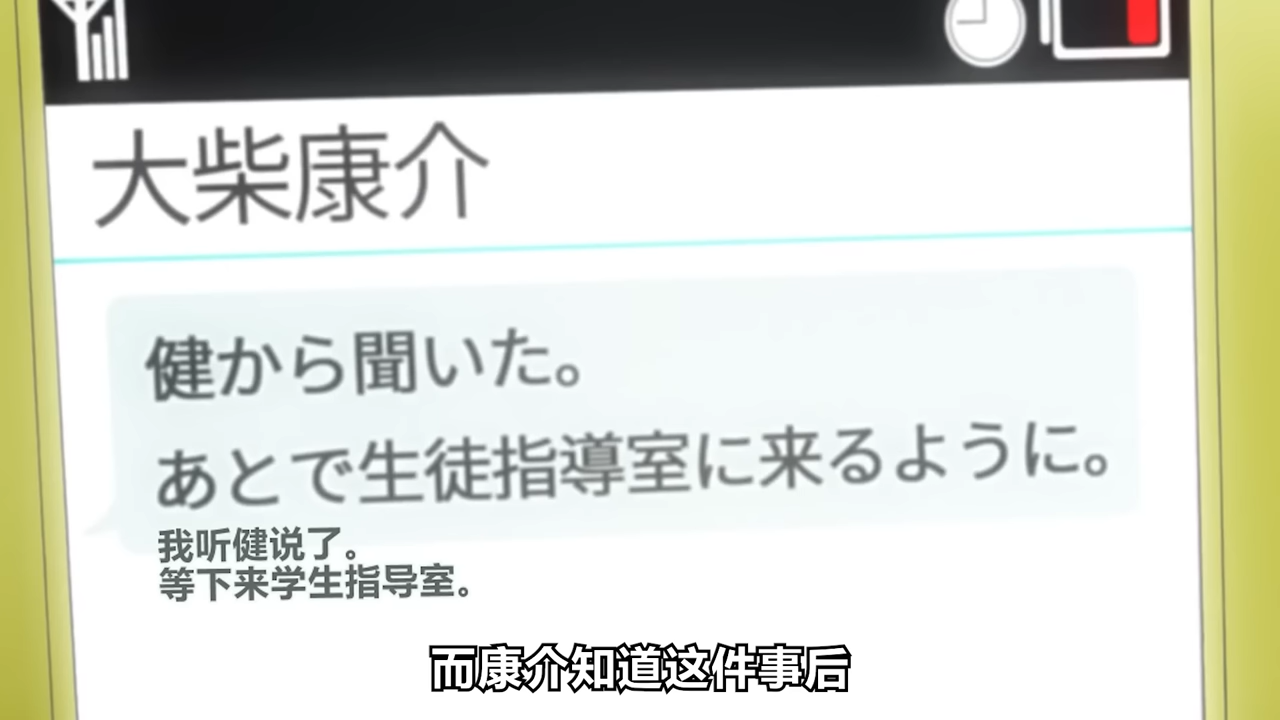 大柴康介
健から聞いた。
あとで生徒指導室に来るように。
我听健说了。
等下来学生指导室。
而康介知道这件事后